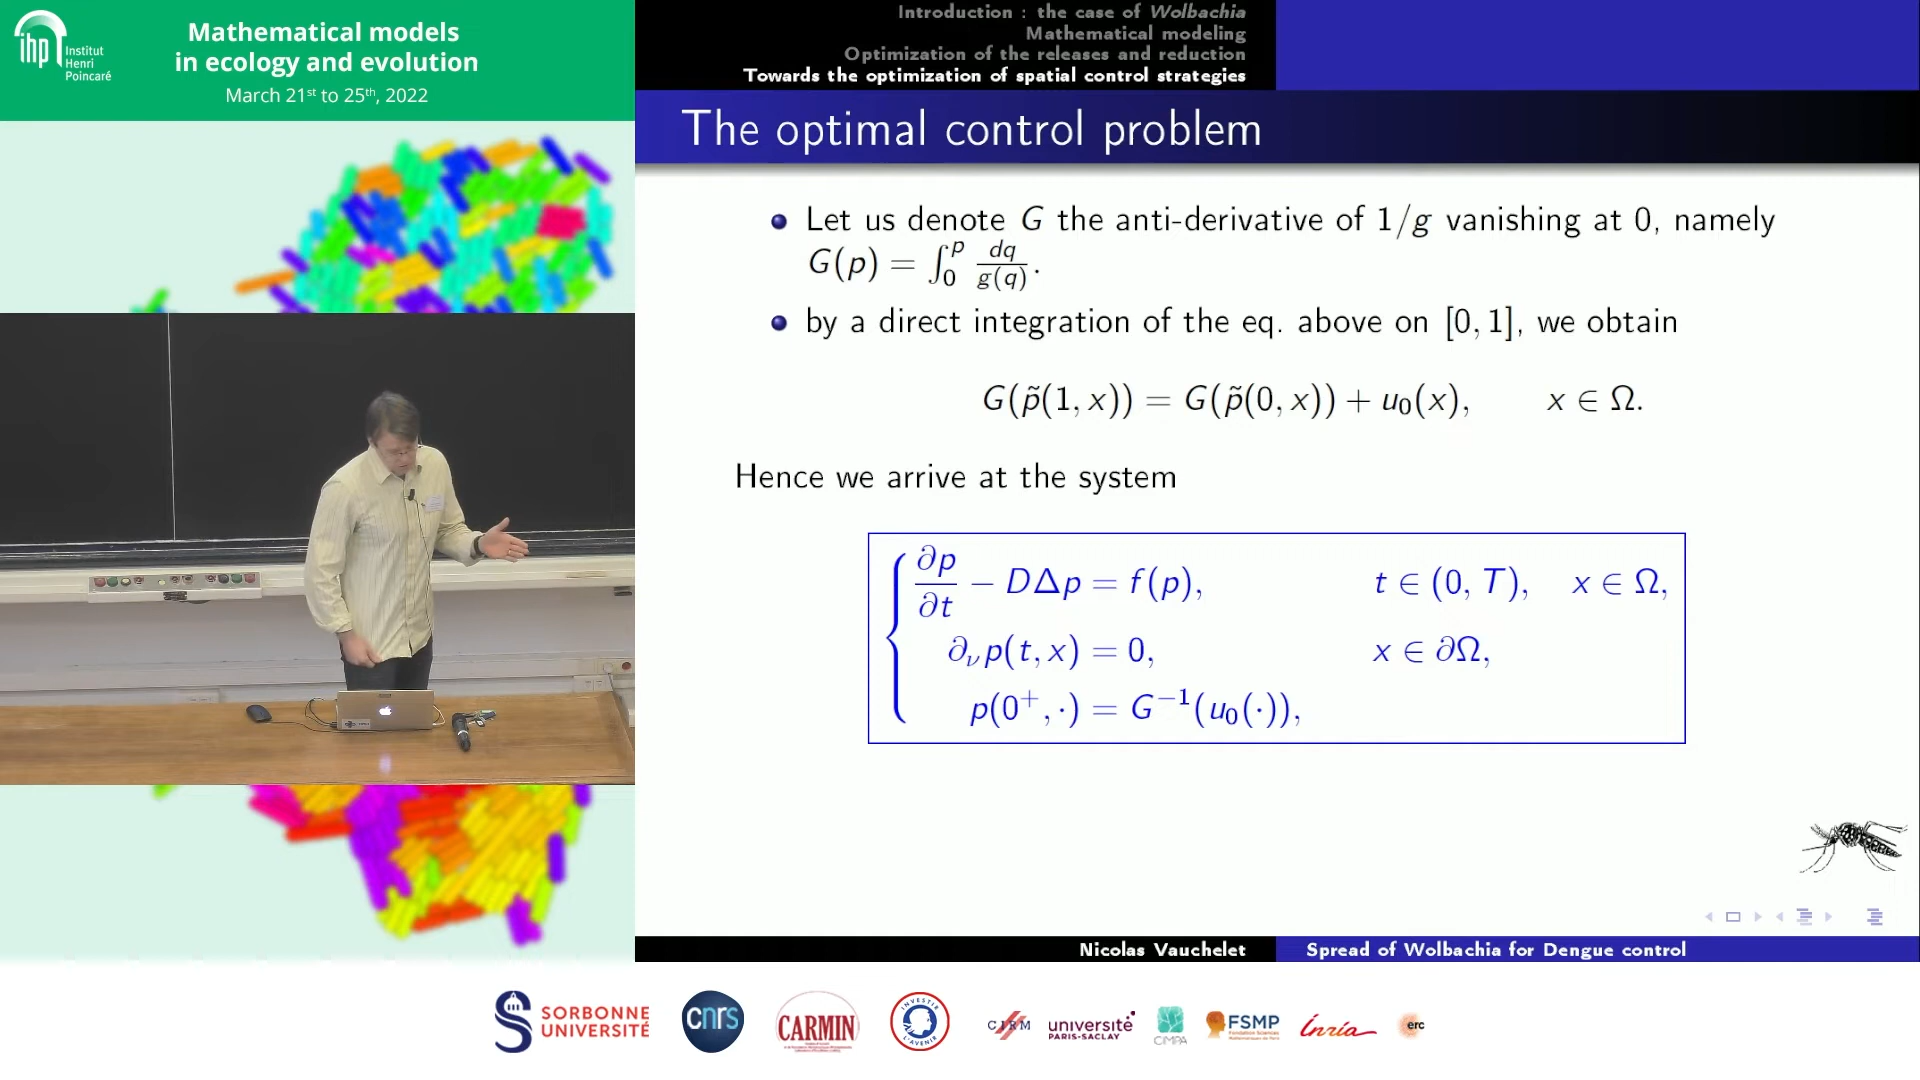 ihp
Institut
Henri
Poincaré
Mathematical models
in ecology and evolution
March 21st to 25th, 2022
Introduction : the case of Wolbachia
Mathematical modeling
Optimization of the releases and reduction
Towards the optimization of spatial control strategies
The optimal control problem
Let us denote G the anti-derivative of 1/g vanishing at 0, namely
G(p) = ∫₀ᵖ dq/g(q).
by a direct integration of the eq. above on [0, 1], we obtain
G(p̃(1, x)) = G(p̃(0, x)) + u₀(x), x ∈ Ω.
Hence we arrive at the system
∂p/∂t − DΔp = f(p), t ∈ (0, T), x ∈ Ω,
∂νp(t, x) = 0, x ∈ ∂Ω,
p(0⁺, ·) = G⁻¹(u₀(·)),
Nicolas Vauchelet
Spread of Wolbachia for Dengue control
SORBONNE
UNIVERSITÉ
cnrs
CARMIN
INVESTIR
L'AVENIR
CIRM
université
PARIS-SACLAY
CIMPA
FSMP
Inria
erc